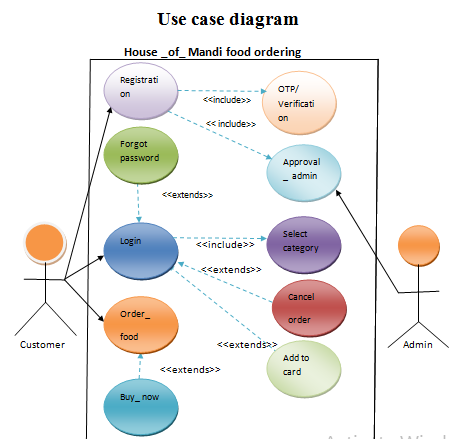 Use case diagram
House _of_ Mandi food ordering
Registrati
on
<<include>>
OTP/
Verificati
on
<< include>>
Forgot
password
Approval
_ admin
<<extends>>
Login
<<include>>
Select
category
<<extends>>
Cancel
order
Order_
food
Customer
Admin
<<extends>>
Add to
card
<<extends>>
Buy_ now